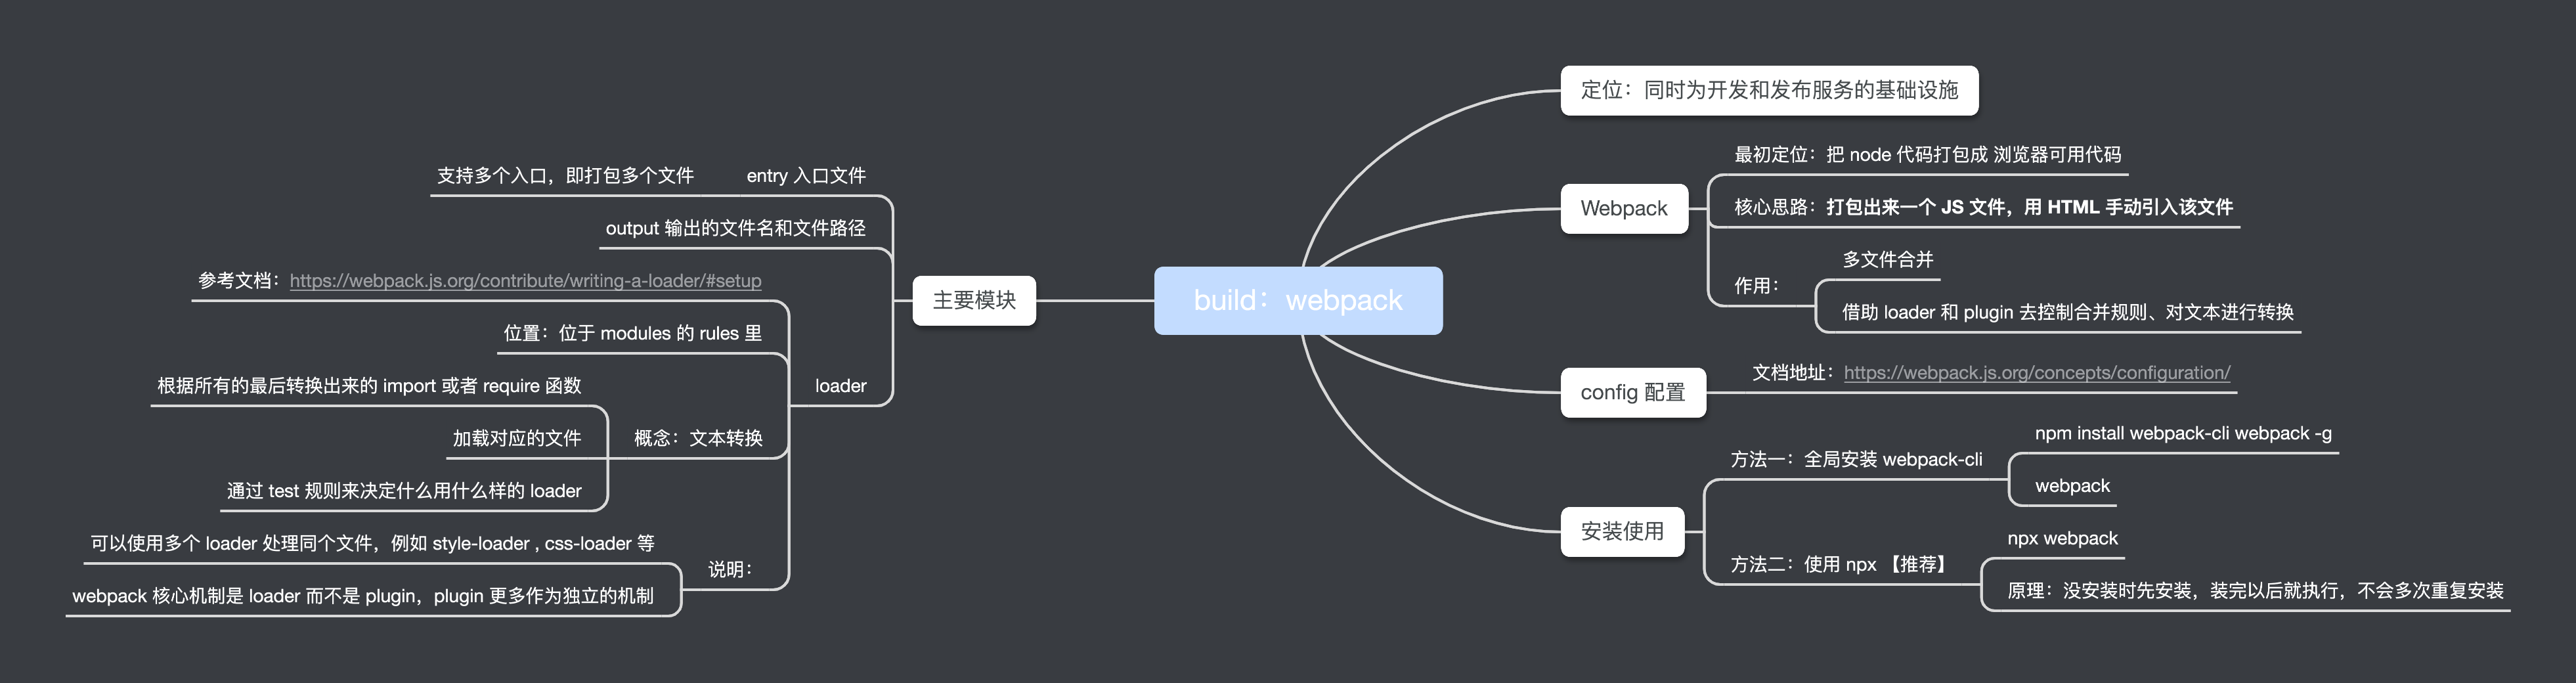 build：webpack
定位：同时为开发和发布服务的基础设施
Webpack
最初定位：把 node 代码打包成 浏览器可用代码
核心思路：打包出来一个 JS 文件，用 HTML 手动引入该文件
作用：
多文件合并
借助 loader 和 plugin 去控制合并规则、对文本进行转换
config 配置
文档地址：https://webpack.js.org/concepts/configuration/
安装使用
方法一：全局安装 webpack-cli
npm install webpack-cli webpack -g
webpack
方法二：使用 npx 【推荐】
npx webpack
原理：没安装时先安装，装完以后就执行，不会多次重复安装
主要模块
entry 入口文件
支持多个入口，即打包多个文件
output 输出的文件名和文件路径
loader
参考文档：https://webpack.js.org/contribute/writing-a-loader/#setup
位置：位于 modules 的 rules 里
概念：文本转换
根据所有的最后转换出来的 import 或者 require 函数
加载对应的文件
通过 test 规则来决定什么用什么样的 loader
说明：
可以使用多个 loader 处理同个文件，例如 style-loader , css-loader 等
webpack 核心机制是 loader 而不是 plugin，plugin 更多作为独立的机制